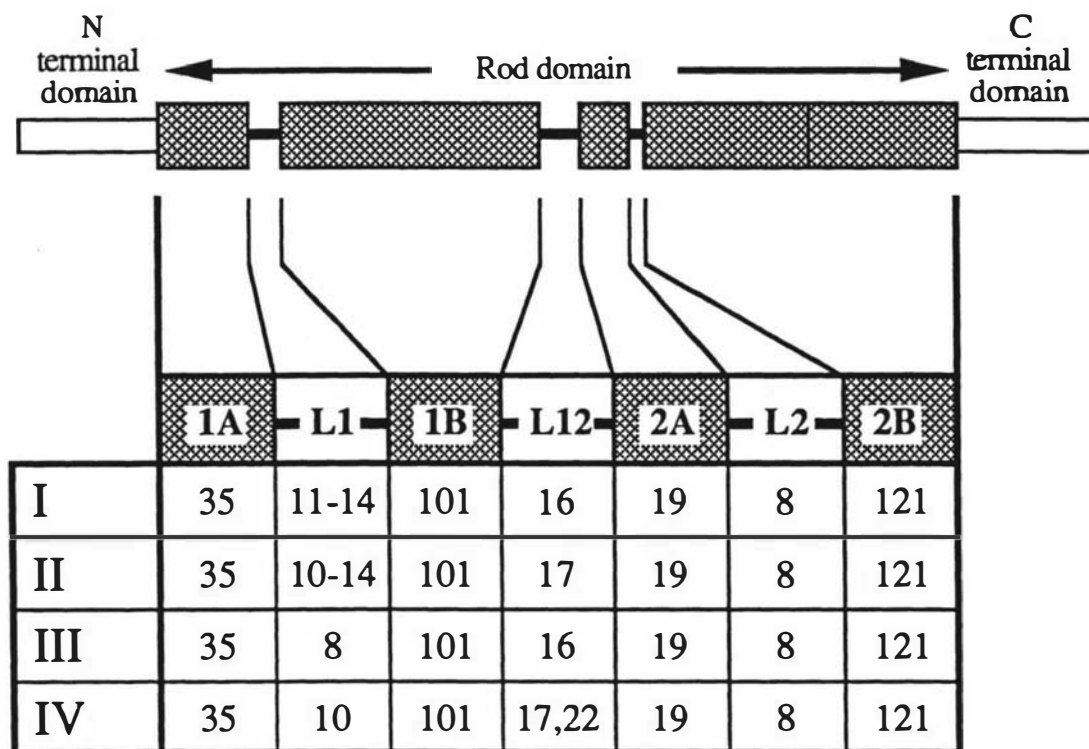 N
terminal
domain
Rod domain
C
terminal
domain
1A L1 1B L12 2A L2 2B
I 35 11-14 101 16 19 8 121
II 35 10-14 101 17 19 8 121
III 35 8 101 16 19 8 121
IV 35 10 101 17,22 19 8 121